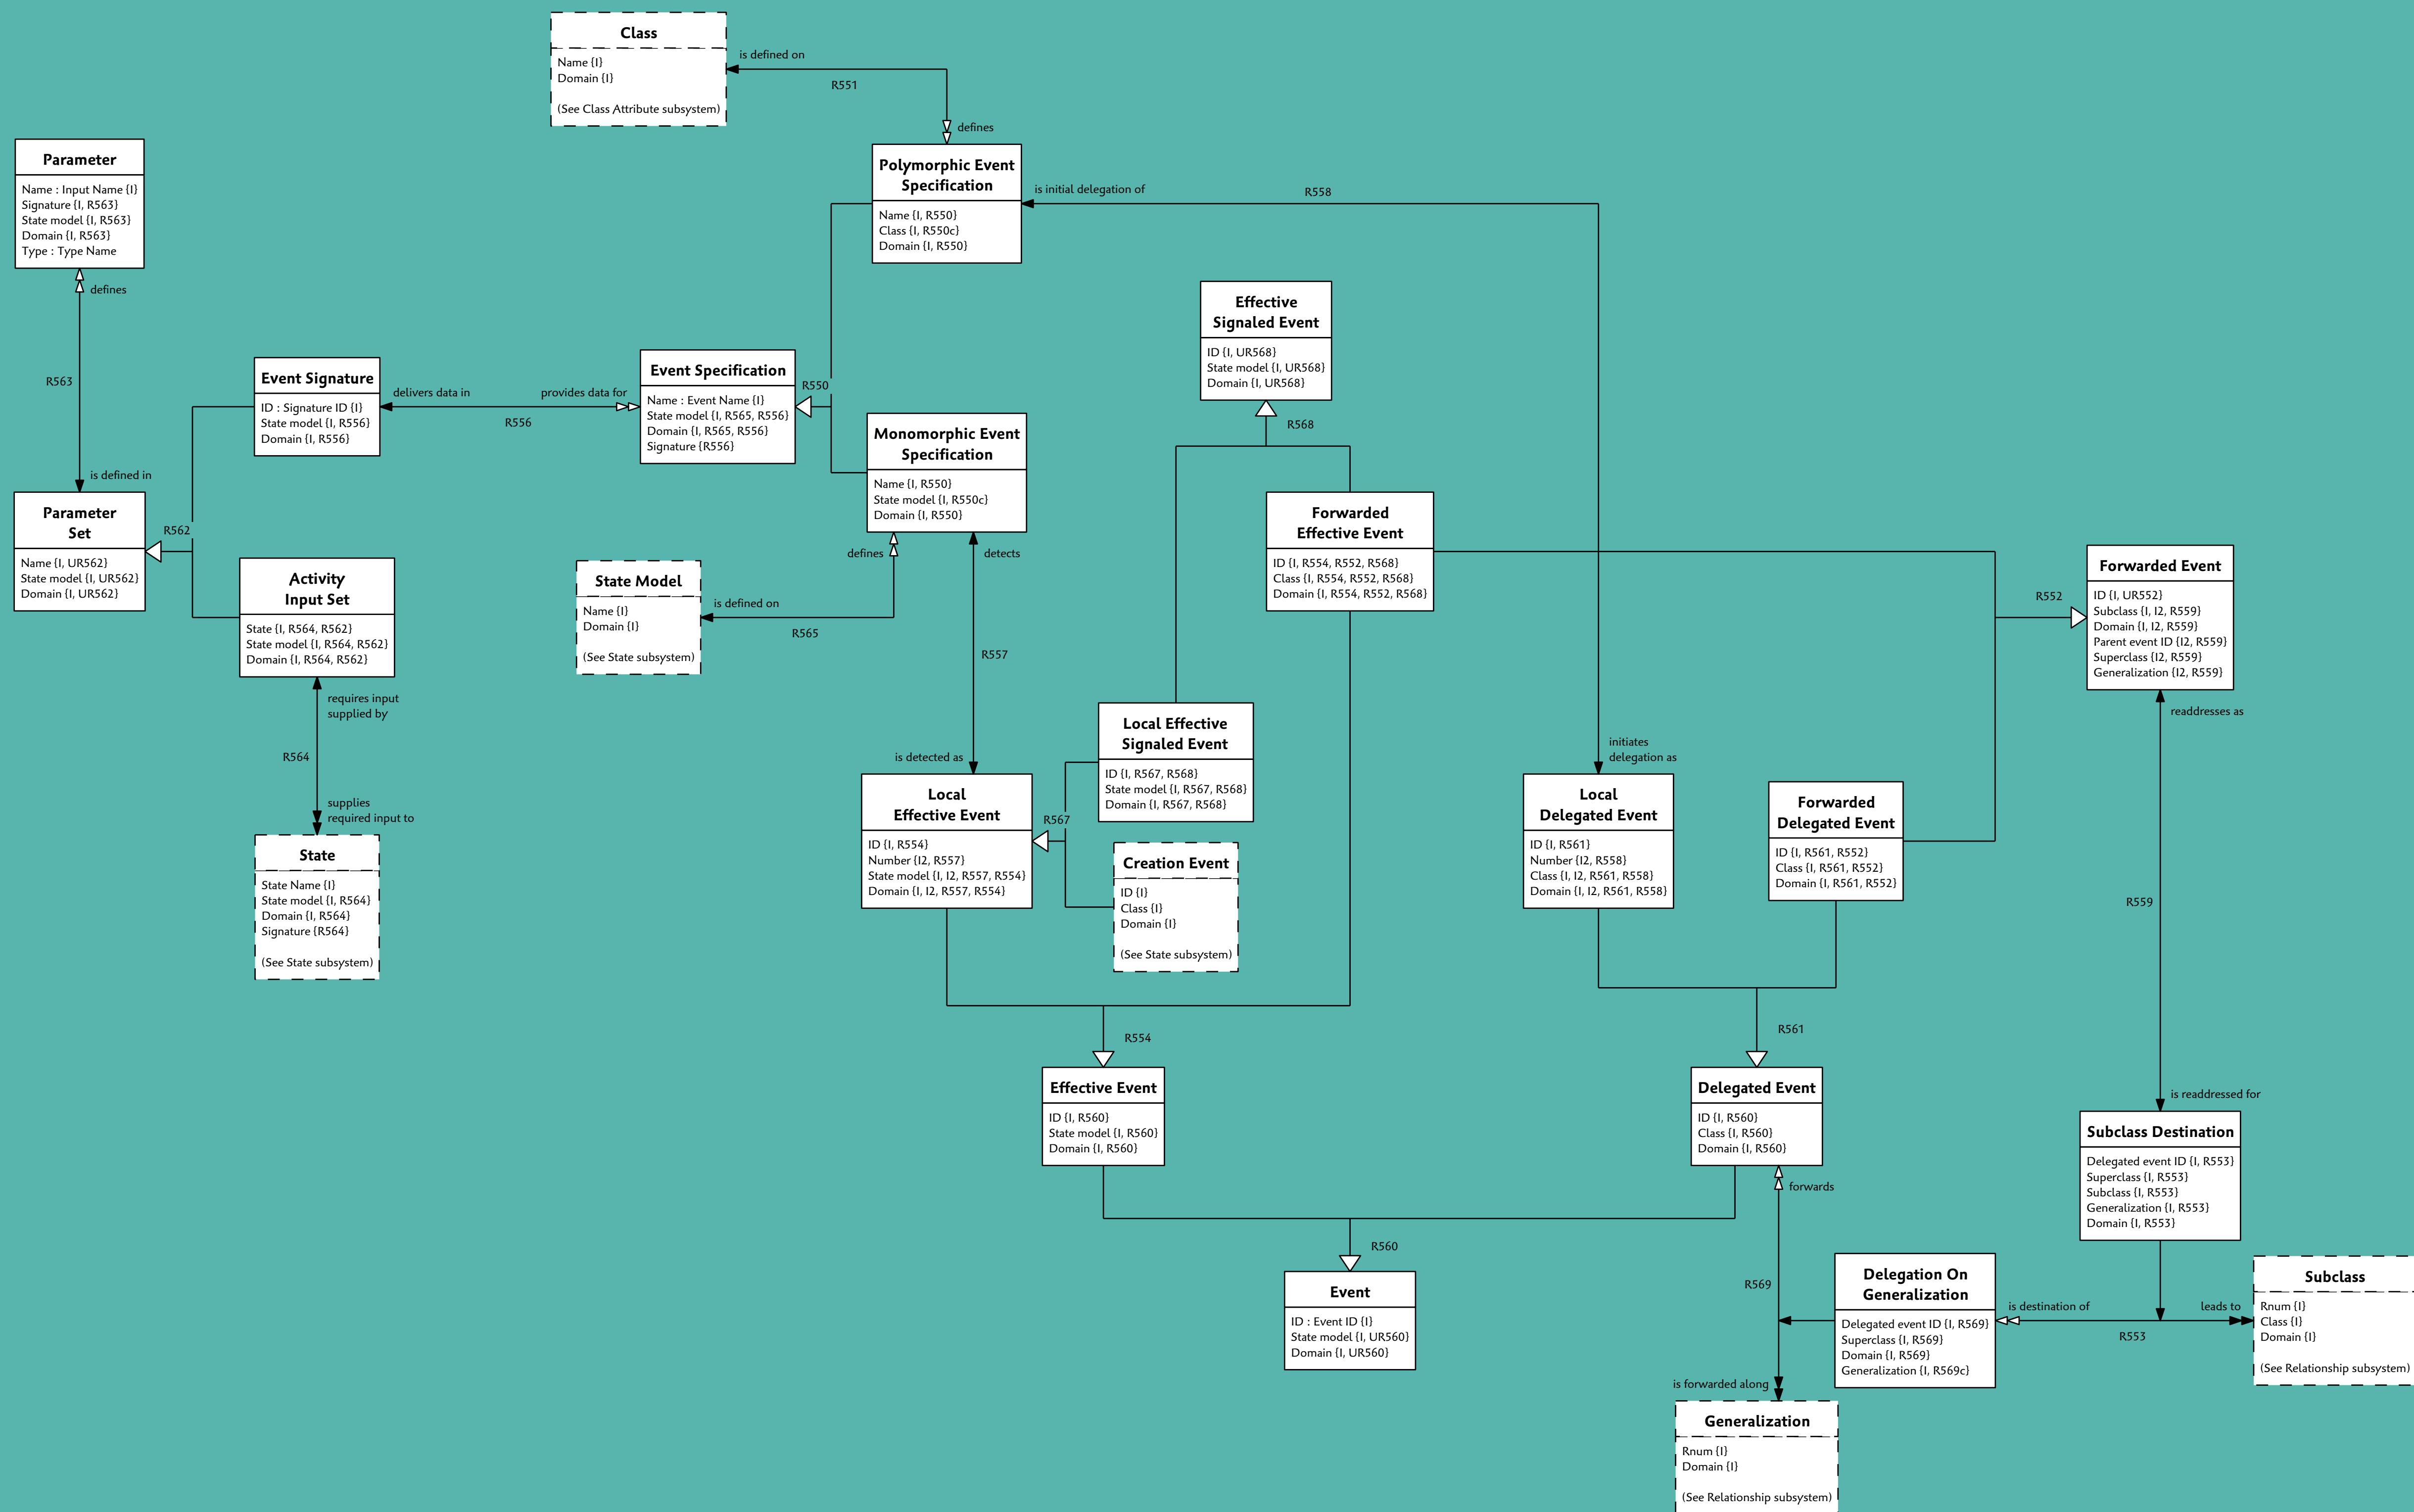 Class
Name {I}
Domain {I}
(See Class Attribute subsystem)
is defined on
R551
defines
Parameter
Name : Input Name {I}
Signature {I, R563}
State model {I, R563}
Domain {I, R563}
Type : Type Name
defines
R563
is defined in
Polymorphic Event
Specification
Name {I, R550}
Class {I, R550c}
Domain {I, R550}
is initial delegation of
R558
Effective
Signaled Event
ID {I, UR568}
State model {I, UR568}
Domain {I, UR568}
R568
Event Signature
ID : Signature ID {I}
State model {I, R556}
Domain {I, R556}
delivers data in
provides data for
R556
Event Specification
Name : Event Name {I}
State model {I, R565, R556}
Domain {I, R565, R556}
Signature {R556}
R550
Monomorphic Event
Specification
Name {I, R550}
State model {I, R550c}
Domain {I, R550}
defines
detects
Parameter
Set
Name {I, UR562}
State model {I, UR562}
Domain {I, UR562}
R562
Activity
Input Set
State {I, R564, R562}
State model {I, R564, R562}
Domain {I, R564, R562}
requires input
supplied by
R564
supplies
required input to
State Model
Name {I}
Domain {I}
(See State subsystem)
is defined on
R565
R557
is detected as
Forwarded
Effective Event
ID {I, R554, R552, R568}
Class {I, R554, R552, R568}
Domain {I, R554, R552, R568}
R552
Forwarded Event
ID {I, UR552}
Subclass {I, I2, R559}
Domain {I, I2, R559}
Parent event ID {I2, R559}
Superclass {I2, R559}
Generalization {I2, R559}
readdresses as
R559
is readdressed for
Local Effective
Signaled Event
ID {I, R567, R568}
State model {I, R567, R568}
Domain {I, R567, R568}
initiates
delegation as
State
State Name {I}
State model {I, R564}
Domain {I, R564}
Signature {R564}
(See State subsystem)
Local
Effective Event
ID {I, R554}
Number {I2, R557}
State model {I, I2, R557, R554}
Domain {I, I2, R557, R554}
R567
Creation Event
ID {I}
Class {I}
Domain {I}
(See State subsystem)
Local
Delegated Event
ID {I, R561}
Number {I2, R558}
Class {I, I2, R561, R558}
Domain {I, I2, R561, R558}
Forwarded
Delegated Event
ID {I, R561, R552}
Class {I, R561, R552}
Domain {I, R561, R552}
R554
R561
Effective Event
ID {I, R560}
State model {I, R560}
Domain {I, R560}
Delegated Event
ID {I, R560}
Class {I, R560}
Domain {I, R560}
forwards
Subclass Destination
Delegated event ID {I, R553}
Superclass {I, R553}
Subclass {I, R553}
Generalization {I, R553}
Domain {I, R553}
R560
Event
ID : Event ID {I}
State model {I, UR560}
Domain {I, UR560}
R569
is forwarded along
Delegation On
Generalization
Delegated event ID {I, R569}
Superclass {I, R569}
Domain {I, R569}
Generalization {I, R569c}
is destination of
leads to
R553
Subclass
Rnum {I}
Class {I}
Domain {I}
(See Relationship subsystem)
Generalization
Rnum {I}
Domain {I}
(See Relationship subsystem)